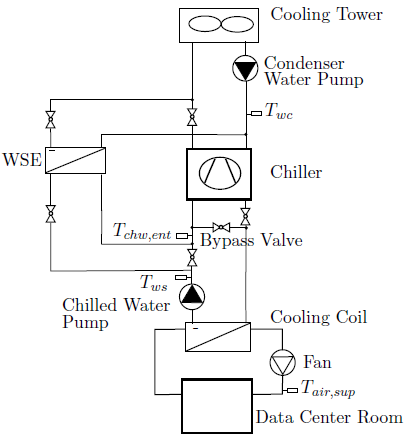 Cooling Tower
Condenser
Water Pump
T_{wc}
WSE
Chiller
T_{chw,ent}
Bypass Valve
T_{ws}
Chilled Water
Pump
Cooling Coil
Fan
T_{air,sup}
Data Center Room